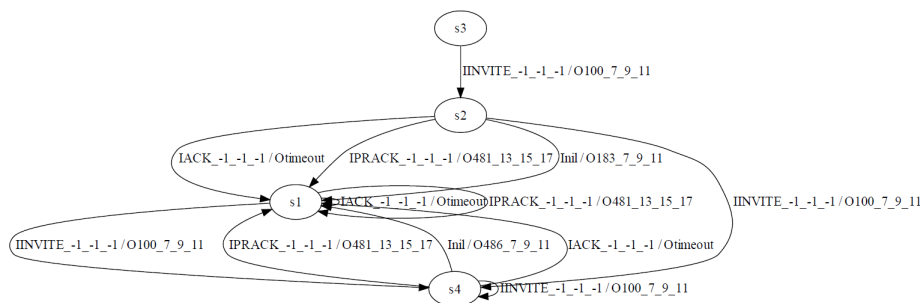 s3
IINVITE_-1_-1_-1 / O100_7_9_11
s2
IACK_-1_-1_-1 / Otimeout
IPRACK_-1_-1_-1 / O481_13_15_17
Inil / O183_7_9_11
IINVITE_-1_-1_-1 / O100_7_9_11
s1
IACK_-1_-1_-1 / Otimeout
IPRACK_-1_-1_-1 / O481_13_15_17
IINVITE_-1_-1_-1 / O100_7_9_11
IPRACK_-1_-1_-1 / O481_13_15_17
Inil / O486_7_9_11
IACK_-1_-1_-1 / Otimeout
s4
IINVITE_-1_-1_-1 / O100_7_9_11